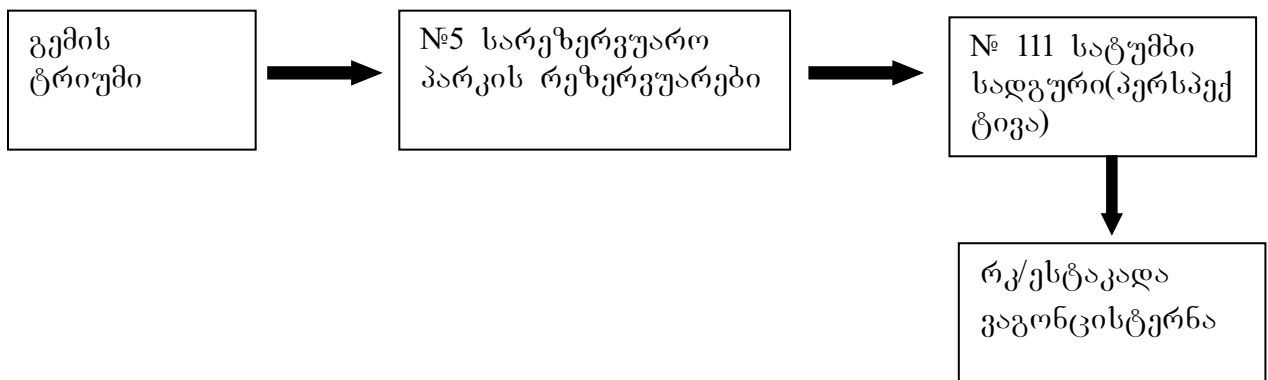 გემის
ტრიუმი
№5 სარეზერვუარო
პარკის რეზერვუარები
№ 111 სატუმბი
სადგური(პერსპექ
ტივა)
რკ/ესტაკადა
ვაგონცისტერნა